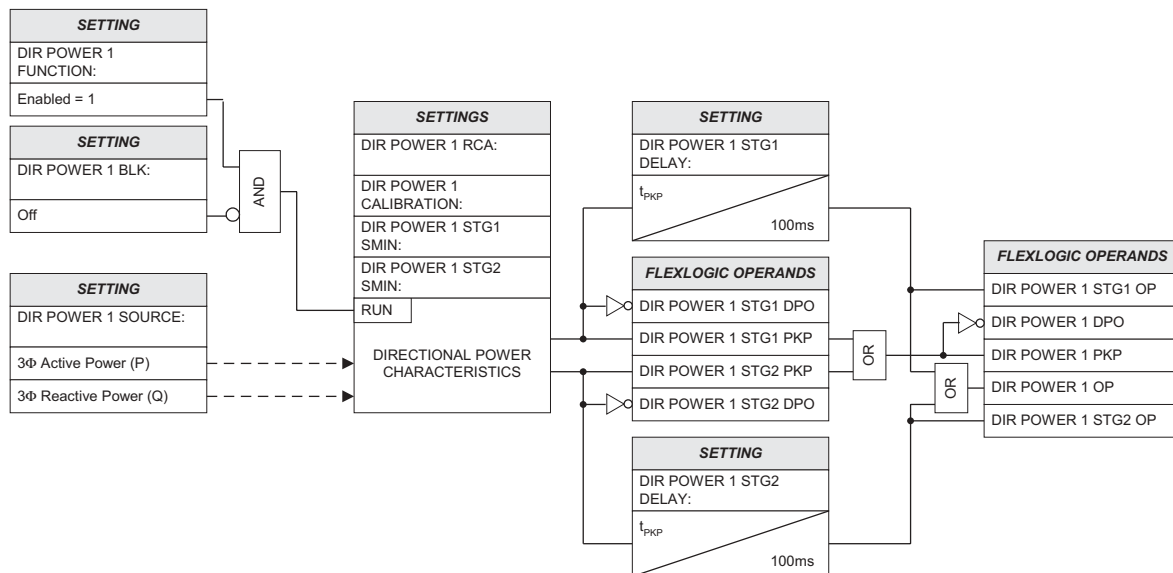 SETTING
DIR POWER 1
FUNCTION:
Enabled = 1
SETTING
DIR POWER 1 BLK:
Off
AND
SETTING
DIR POWER 1 SOURCE:
3Φ Active Power (P)
3Φ Reactive Power (Q)
SETTINGS
DIR POWER 1 RCA:
DIR POWER 1
CALIBRATION:
DIR POWER 1 STG1
SMIN:
DIR POWER 1 STG2
SMIN:
RUN
DIRECTIONAL POWER
CHARACTERISTICS
SETTING
DIR POWER 1 STG1
DELAY:
tPKP
100ms
FLEXLOGIC OPERANDS
DIR POWER 1 STG1 DPO
DIR POWER 1 STG1 PKP
DIR POWER 1 STG2 PKP
DIR POWER 1 STG2 DPO
SETTING
DIR POWER 1 STG2
DELAY:
tPKP
100ms
OR
OR
FLEXLOGIC OPERANDS
DIR POWER 1 STG1 OP
DIR POWER 1 DPO
DIR POWER 1 PKP
DIR POWER 1 OP
DIR POWER 1 STG2 OP